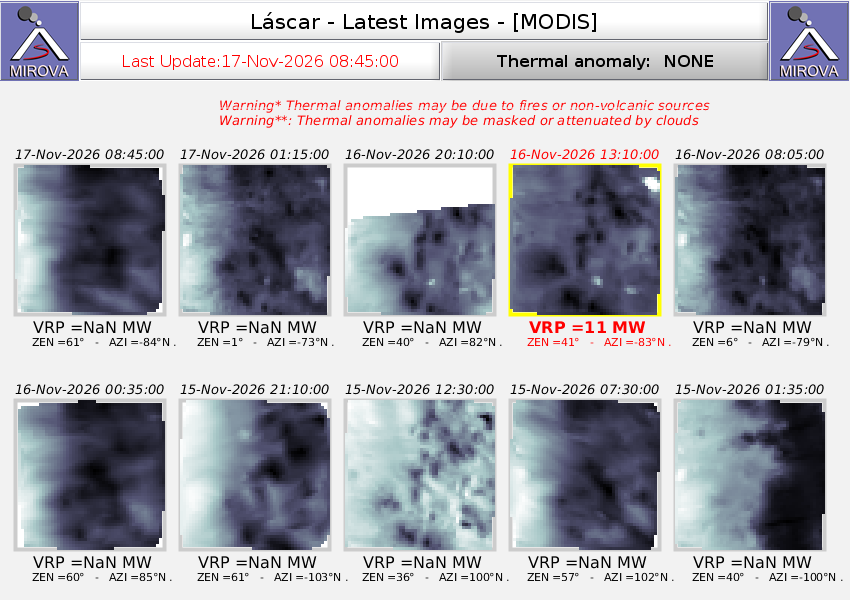 Láscar - Latest Images - [MODIS]
MIROVA
Last Update:17-Nov-2026 08:45:00
Thermal anomaly: NONE
MIROVA
Warning* Thermal anomalies may be due to fires or non-volcanic sources
Warning**: Thermal anomalies may be masked or attenuated by clouds
17-Nov-2026 08:45:00 17-Nov-2026 01:15:00 16-Nov-2026 20:10:00 16-Nov-2026 13:10:00 16-Nov-2026 08:05:00
VRP =NaN MW VRP =NaN MW VRP =NaN MW VRP =11 MW VRP =NaN MW
ZEN =61° - AZI =-84°N . ZEN =1° - AZI =-73°N . ZEN =40° - AZI =82°N . ZEN =41° - AZI =-83°N . ZEN =6° - AZI =-79°N .
16-Nov-2026 00:35:00 15-Nov-2026 21:10:00 15-Nov-2026 12:30:00 15-Nov-2026 07:30:00 15-Nov-2026 01:35:00
VRP =NaN MW VRP =NaN MW VRP =NaN MW VRP =NaN MW VRP =NaN MW
ZEN =60° - AZI =85°N . ZEN =61° - AZI =-103°N . ZEN =36° - AZI =100°N . ZEN =57° - AZI =102°N . ZEN =40° - AZI =-100°N .